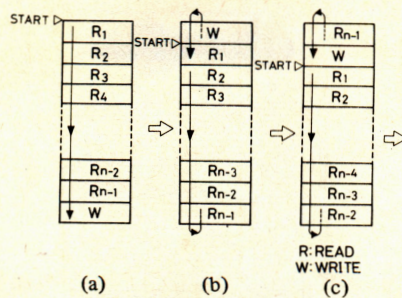 START
R1
R2
R3
R4
Rn-2
Rn-1
W
(a)
START
W
R1
R2
R3
Rn-3
Rn-2
Rn-1
(b)
START
Rn-1
W
R1
R2
Rn-4
Rn-3
Rn-2
R:READ
W:WRITE
(c)